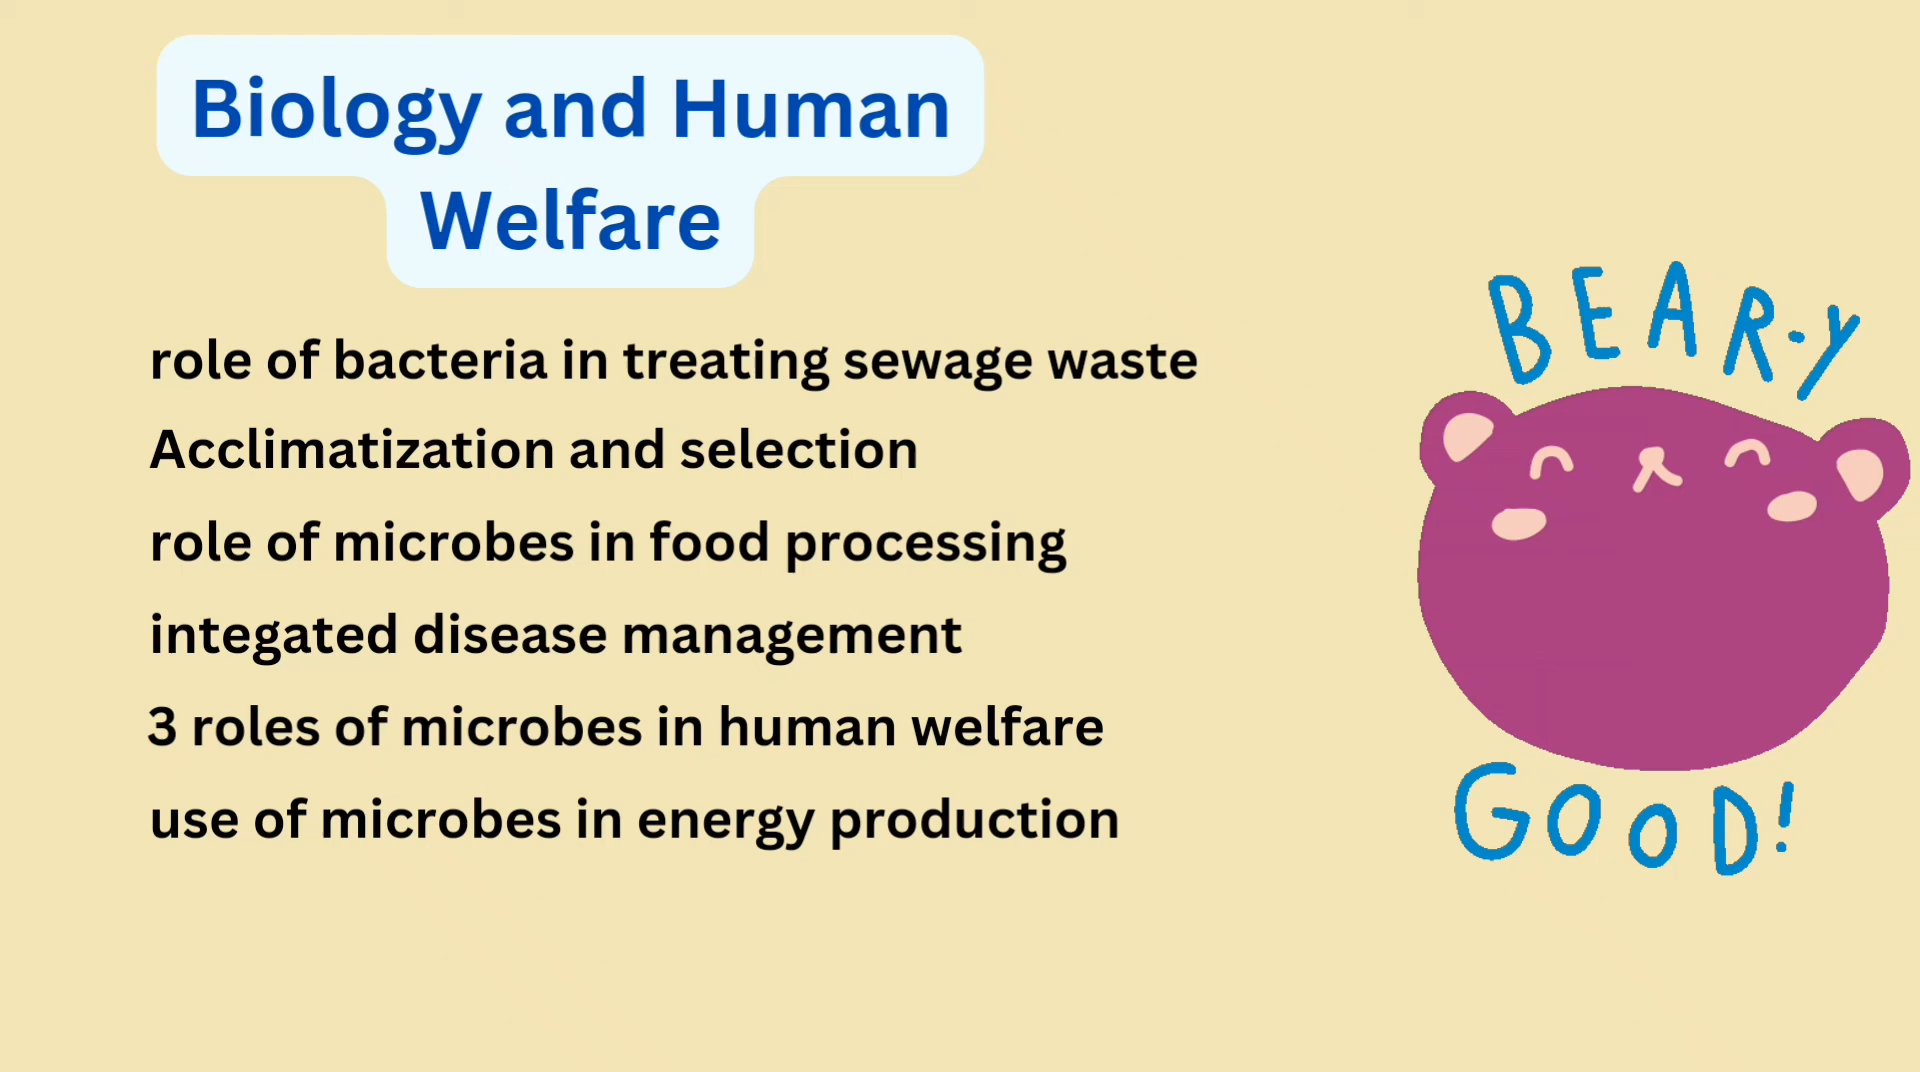 Biology and Human
Welfare
role of bacteria in treating sewage waste
Acclimatization and selection
role of microbes in food processing
integated disease management
3 roles of microbes in human welfare
use of microbes in energy production
BEAR-Y
GOOD!